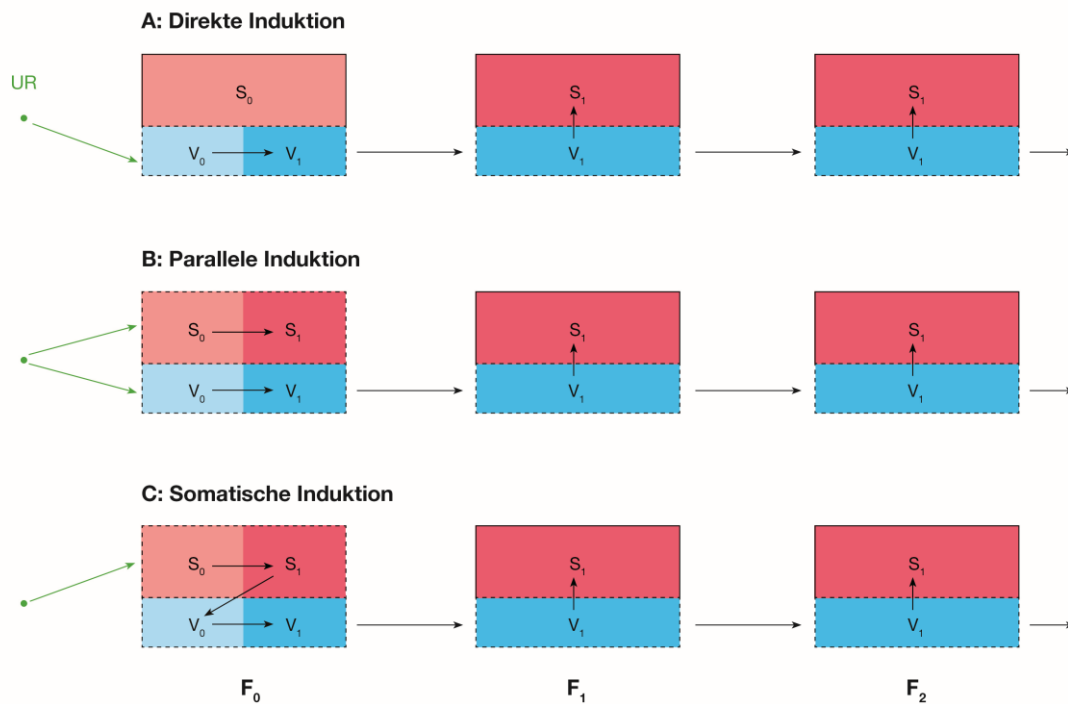 A: Direkte Induktion
UR
S₀ S₁ S₁
V₀ V₁ V₁ V₁
B: Parallele Induktion
S₀ S₁ S₁ S₁
V₀ V₁ V₁ V₁
C: Somatische Induktion
S₀ S₁ S₁ S₁
V₀ V₁ V₁ V₁
F₀ F₁ F₂